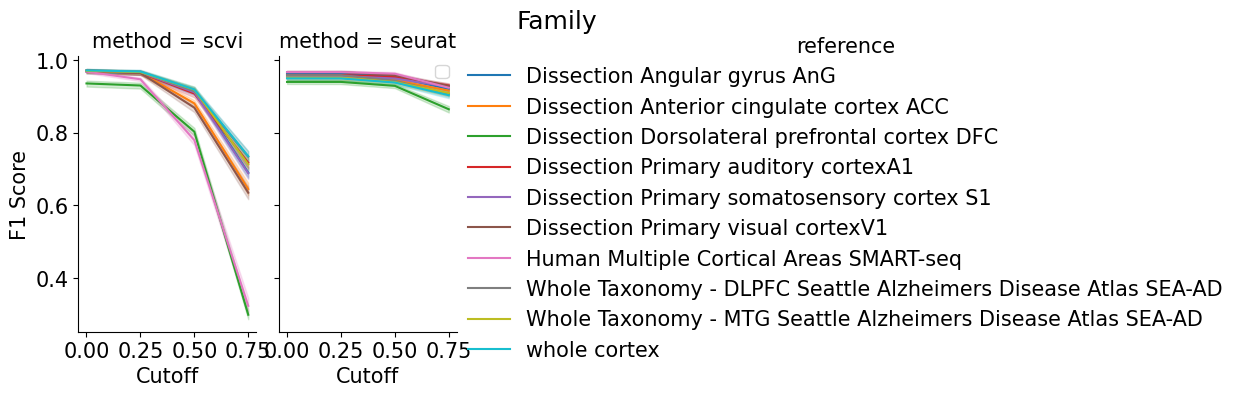 Family
method = scvi
method = seurat
reference
1.0
0.8
0.6
0.4
F1 Score
0.00 0.25 0.50 0.75
Cutoff
0.00 0.25 0.50 0.75
Cutoff
Dissection Angular gyrus AnG
Dissection Anterior cingulate cortex ACC
Dissection Dorsolateral prefrontal cortex DFC
Dissection Primary auditory cortexA1
Dissection Primary somatosensory cortex S1
Dissection Primary visual cortexV1
Human Multiple Cortical Areas SMART-seq
Whole Taxonomy - DLPFC Seattle Alzheimers Disease Atlas SEA-AD
Whole Taxonomy - MTG Seattle Alzheimers Disease Atlas SEA-AD
whole cortex